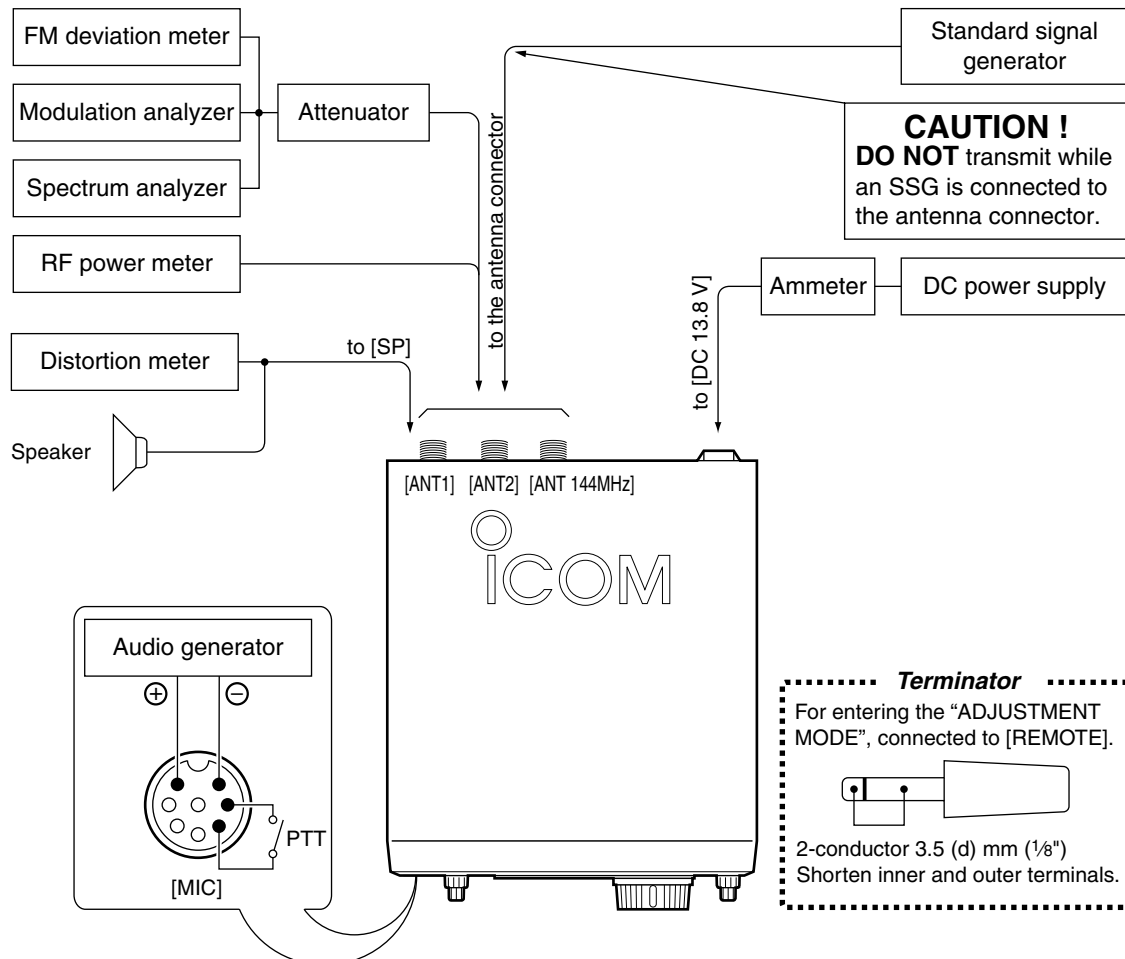 FM deviation meter
Modulation analyzer
Spectrum analyzer
Attenuator
RF power meter
Distortion meter
Speaker
to [SP]
to the antenna connector
Standard signal
generator
CAUTION !
DO NOT transmit while
an SSG is connected to
the antenna connector.
Ammeter
DC power supply
to [DC 13.8 V]
[ANT1] [ANT2] [ANT 144MHz]
ICOM
Audio generator
⊕ ⊖
PTT
[MIC]
Terminator
For entering the “ADJUSTMENT
MODE”, connected to [REMOTE].
2-conductor 3.5 (d) mm (1/8")
Shorten inner and outer terminals.